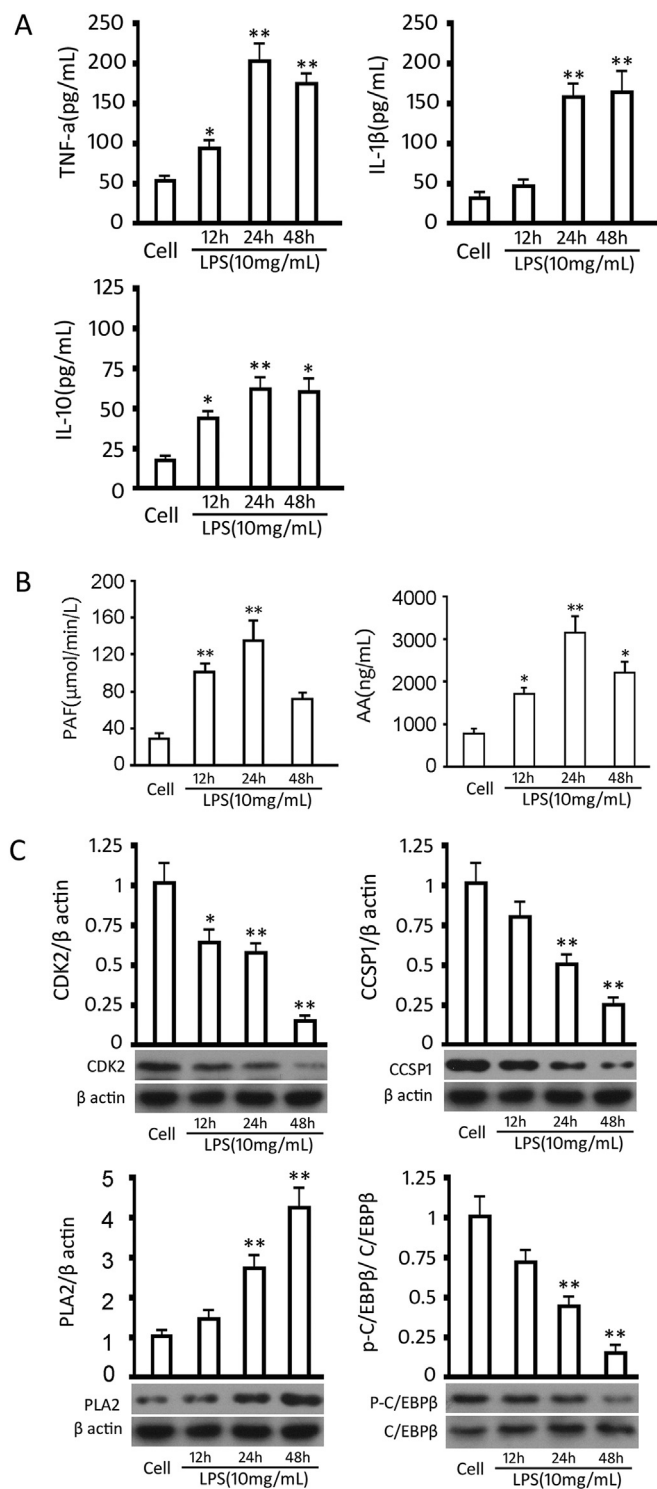 A
TNF-a(pg/mL)
250
200
150
100
50
0
*
**
**
Cell
12h 24h 48h
LPS(10mg/mL)
IL-1β(pg/mL)
250
200
150
100
50
0
**
**
Cell
12h 24h 48h
LPS(10mg/mL)
IL-10(pg/mL)
125
100
75
50
25
0
*
**
*
Cell
12h 24h 48h
LPS(10mg/mL)
B
PAF(μmol/min/L)
200
160
120
80
40
0
**
**
Cell
12h 24h 48h
LPS(10mg/mL)
AA(ng/mL)
4000
3000
2000
1000
0
*
**
*
Cell
12h 24h 48h
LPS(10mg/mL)
C
CDK2/β actin
1.25
1
0.75
0.5
0.25
0
*
**
**
CDK2
β actin
Cell
12h 24h 48h
LPS(10mg/mL)
CCSP1/β actin
1.25
1
0.75
0.5
0.25
0
**
**
CCSP1
β actin
Cell
12h 24h 48h
LPS(10mg/mL)
PLA2/β actin
5
4
3
2
1
0
**
**
PLA2
β actin
Cell
12h 24h 48h
LPS(10mg/mL)
p-C/EBPβ/ C/EBPβ
1.25
1
0.75
0.5
0.25
0
**
**
P-C/EBPβ
C/EBPβ
Cell
12h 24h 48h
LPS(10mg/mL)